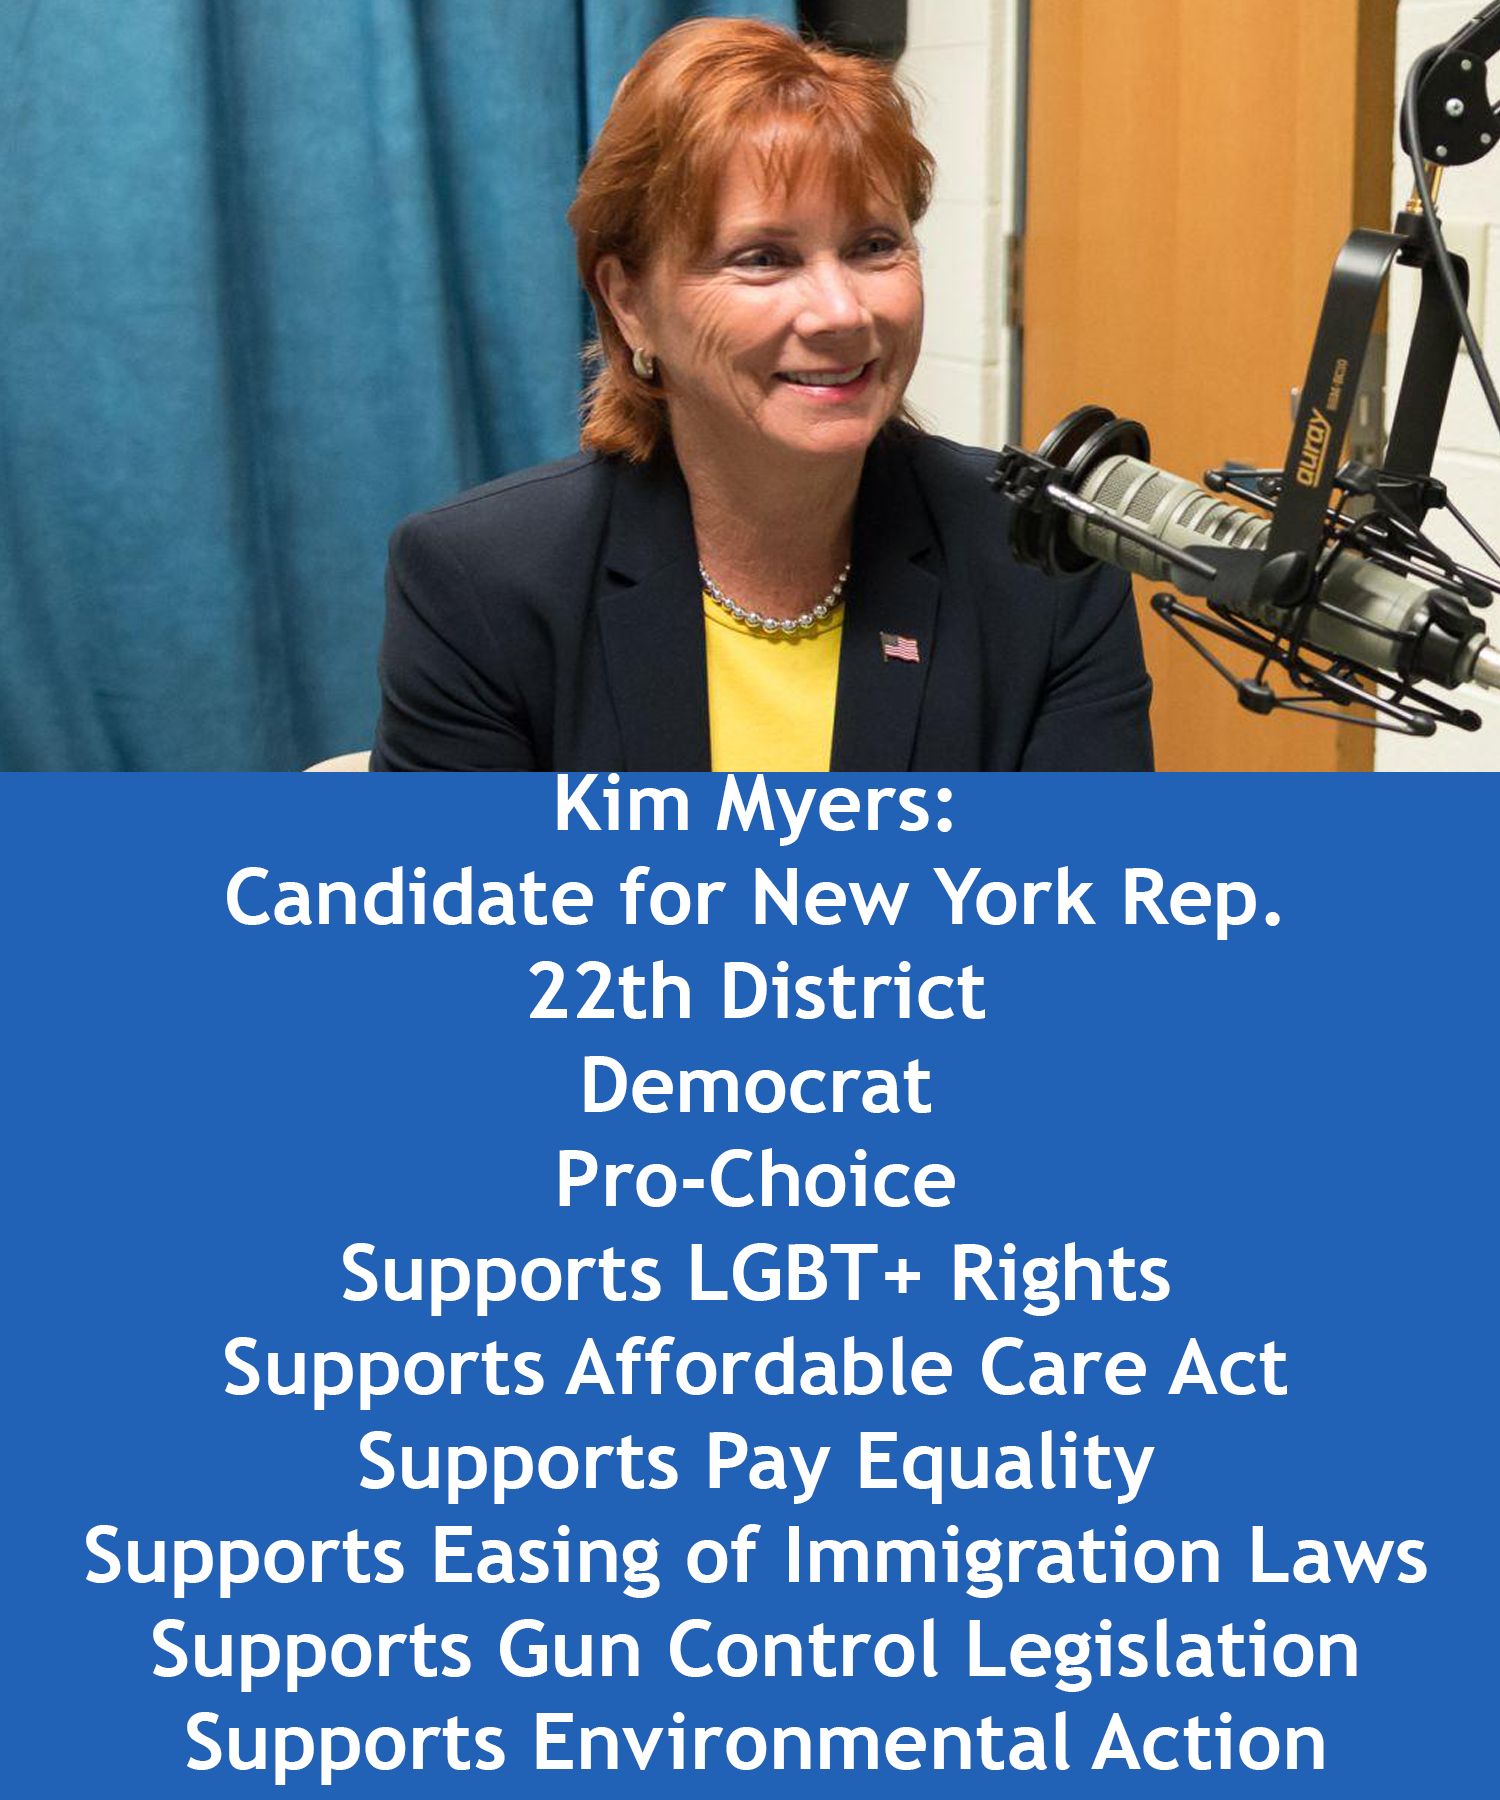 auray
Kim Myers:
Candidate for New York Rep.
22th District
Democrat
Pro-Choice
Supports LGBT+ Rights
Supports Affordable Care Act
Supports Pay Equality
Supports Easing of Immigration Laws
Supports Gun Control Legislation
Supports Environmental Action